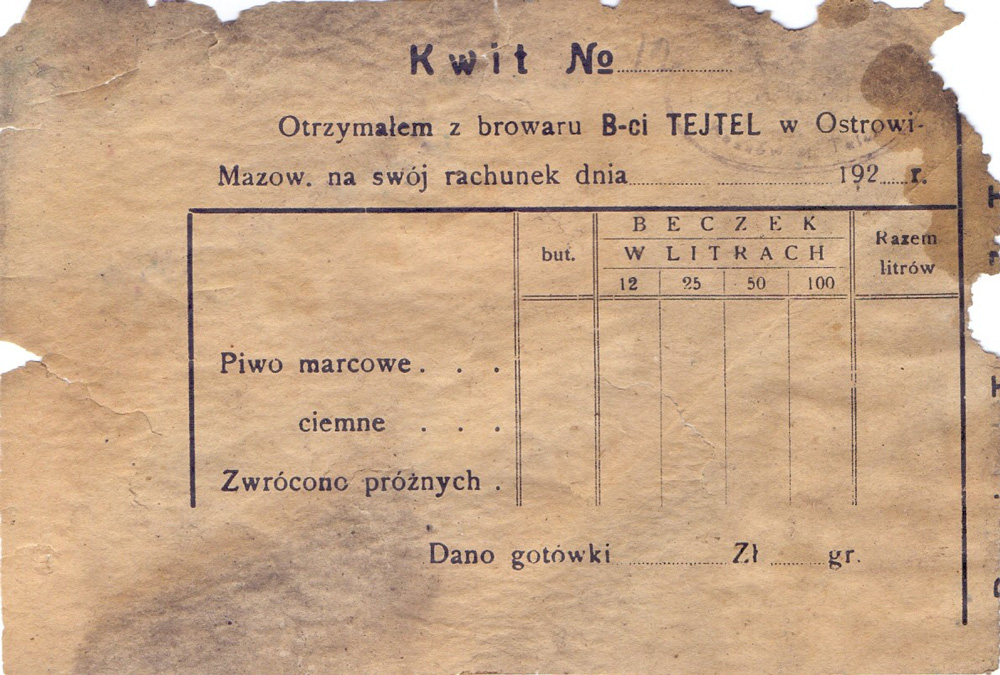 Kwit No
Otrzymałem z browaru B-ci TEJTEL w Ostrowi-
Mazow. na swój rachunek dnia 192 r.
but.
BECZEK
W LITRACH
12 25 50 100
Razem
litrów
Piwo marcowe . . .
ciemne . . .
Zwrócono próżnych .
Dano gotówki Zł gr.